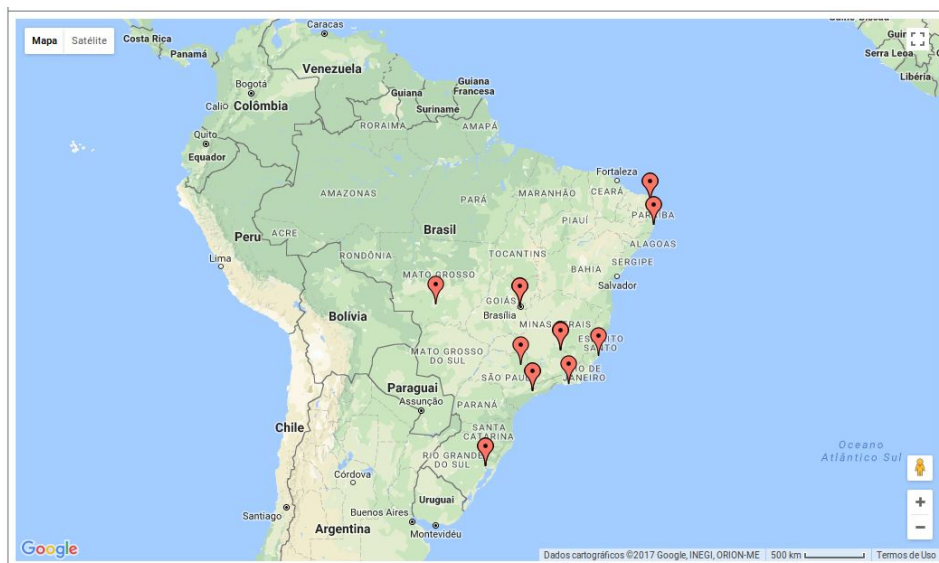 Caracas
Mapa
Satélite
Costa Rica
Panamá
Serra Leoa
Libéria
Venezuela
Guiana
Guiana Francesa
Suriname
Bogotá
Cali
Colômbia
RORAIMA
AMAPÁ
Quito
Equador
Fortaleza
AMAZONAS
PARÁ
MARANHÃO
CEARÁ
PIAUÍ
PARAÍBA
Peru
ACRE
Brasil
ALAGOAS
RONDÔNIA
TOCANTINS
SERGIPE
Lima
MATO GROSSO
BAHIA
Salvador
GOIÁS
Brasília
Bolívia
MINAS GERAIS
ESPÍRITO SANTO
MATO GROSSO DO SUL
SÃO PAULO
RIO DE JANEIRO
Paraguai
Assunção
PARANÁ
Chile
SANTA CATARINA
RIO GRANDE DO SUL
Oceano
Atlântico Sul
Córdova
Uruguai
Santiago
Buenos Aires
Montevidéu
Argentina
Google
Dados cartográficos ©2017 Google, INEGI, ORION-ME
500 km
Termos de Uso